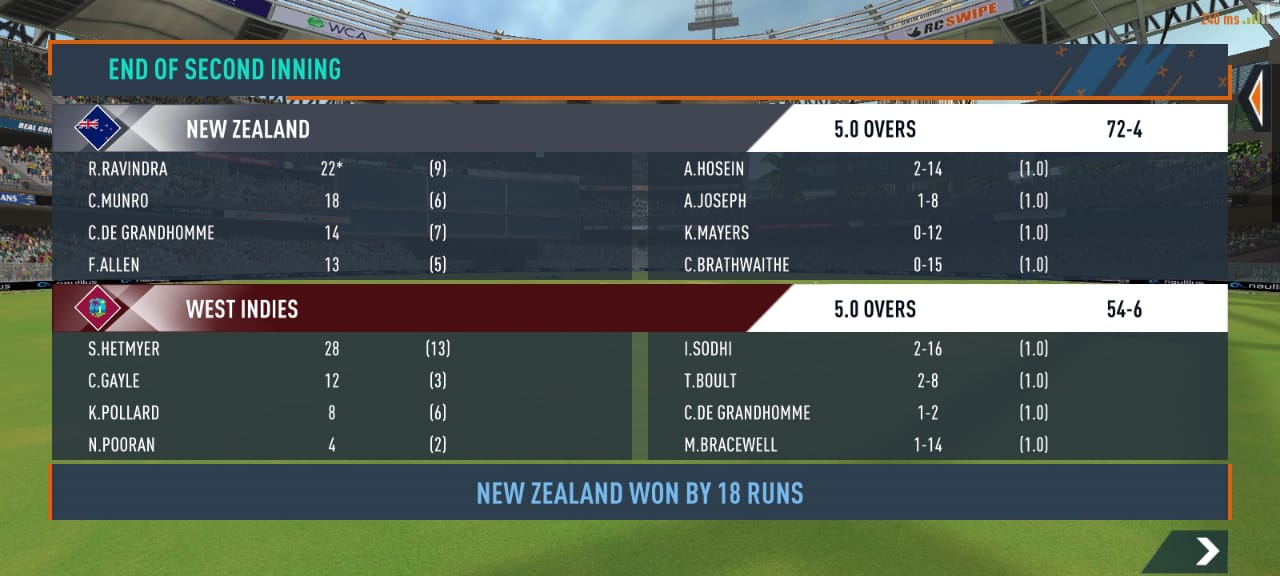 WCA
RC SWIPE
240 ms
END OF SECOND INNING
NEW ZEALAND 5.0 OVERS 72-4
R.RAVINDRA 22* (9) A.HOSEIN 2-14 (1.0)
C.MUNRO 18 (6) A.JOSEPH 1-8 (1.0)
C.DE GRANDHOMME 14 (7) K.MAYERS 0-12 (1.0)
F.ALLEN 13 (5) C.BRATHWAITHE 0-15 (1.0)
WEST INDIES 5.0 OVERS 54-6
S.HETMYER 28 (13) I.SODHI 2-16 (1.0)
C.GAYLE 12 (3) T.BOULT 2-8 (1.0)
K.POLLARD 8 (6) C.DE GRANDHOMME 1-2 (1.0)
N.POORAN 4 (2) M.BRACEWELL 1-14 (1.0)
NEW ZEALAND WON BY 18 RUNS